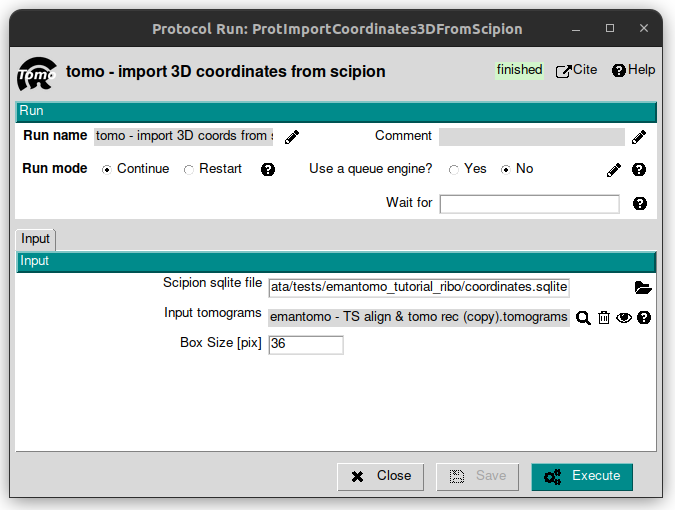 Protocol Run: ProtImportCoordinates3DFromScipion
Tomo tomo - import 3D coordinates from scipion finished Cite Help
Run
Run name tomo - import 3D coords from s Comment
Run mode Continue Restart Use a queue engine? Yes No
Wait for
Input
Input
Scipion sqlite file ata/tests/emantomo_tutorial_ribo/coordinates.sqlite
Input tomograms emantomo - TS align & tomo rec (copy).tomograms
Box Size [pix] 36
Close Save Execute